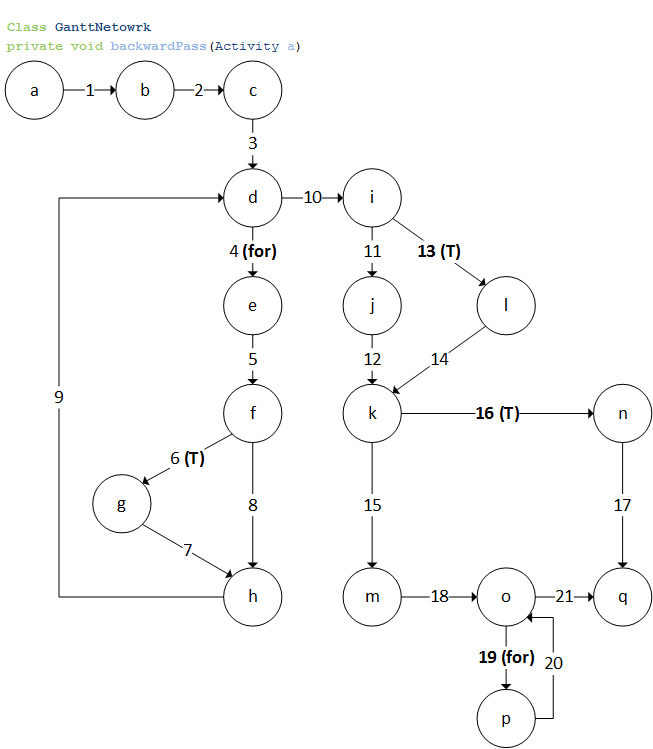 Class GanttNetowrk
private void backwardPass(Activity a)
a 1 b 2 c
3
d 10 i
4 (for) 11 13 (T)
e j l
5 12 14
9
f k 16 (T) n
6 (T)
g 8 15 17
7
h m 18 o 21 q
19 (for) 20
p